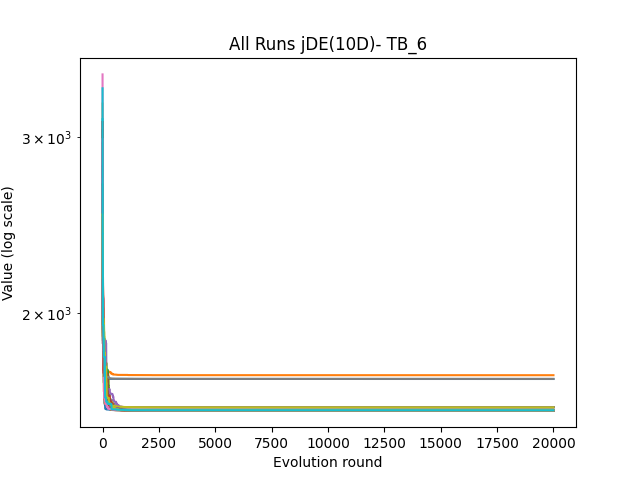 All Runs jDE(10D)- TB_6
3 × 10³
2 × 10³
Value (log scale)
0 2500 5000 7500 10000 12500 15000 17500 20000
Evolution round